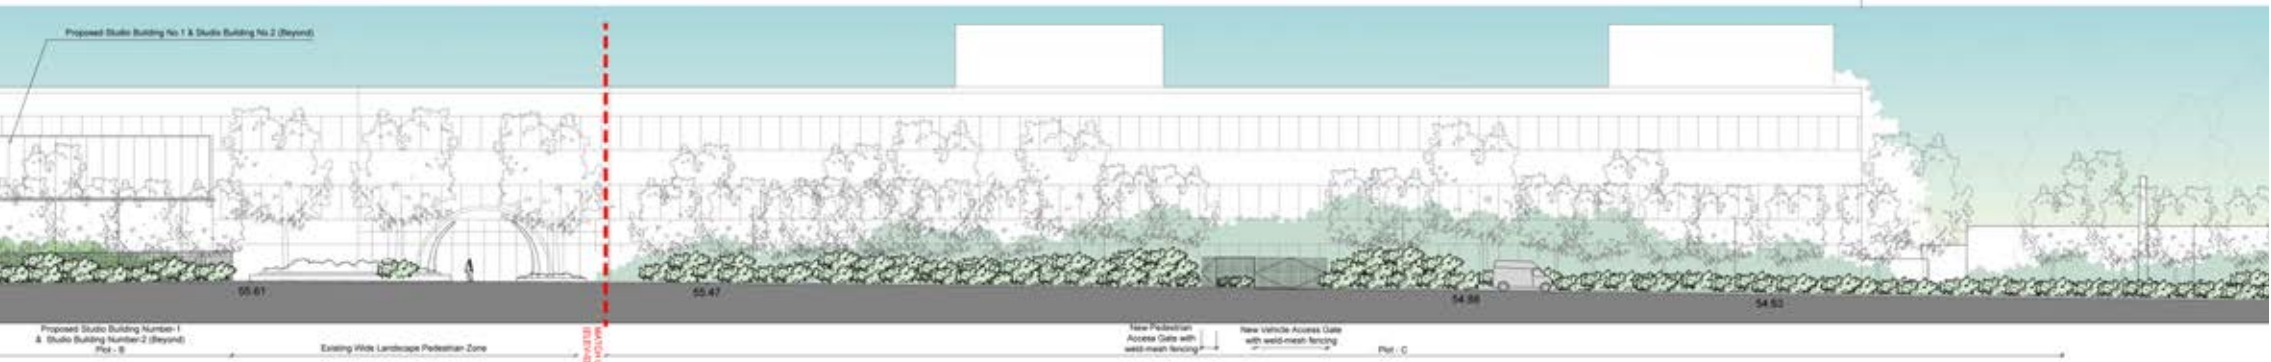 Proposed Studio Building No.1 & Studio Building No.2 (Beyond)
55.61
55.47
54.88
54.63
Proposed Studio Building Number-1
& Studio Building Number-2 (Beyond)
Plot - B
Existing Wide Landscape Pedestrian Zone
MATCH
New Pedestrian
Access Gate with
weld-mesh fencing
New Vehicle Access Gate
with weld-mesh fencing
Plot - C